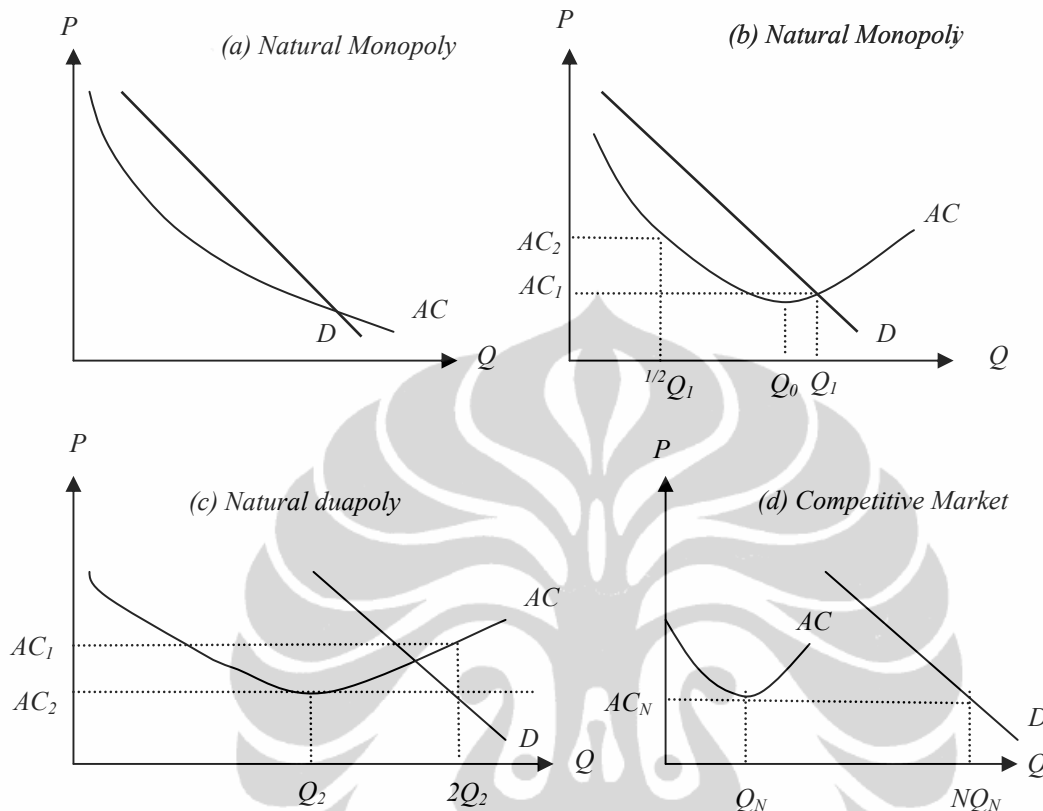 P
(a) Natural Monopoly
D
AC
Q
P
(b) Natural Monopoly
AC
AC2
AC1
D
Q
1/2Q1
Q0
Q1
P
(c) Natural duapoly
AC
AC1
AC2
D
Q
Q2
2Q2
P
(d) Competitive Market
AC
ACN
D
Q
QN
NQN